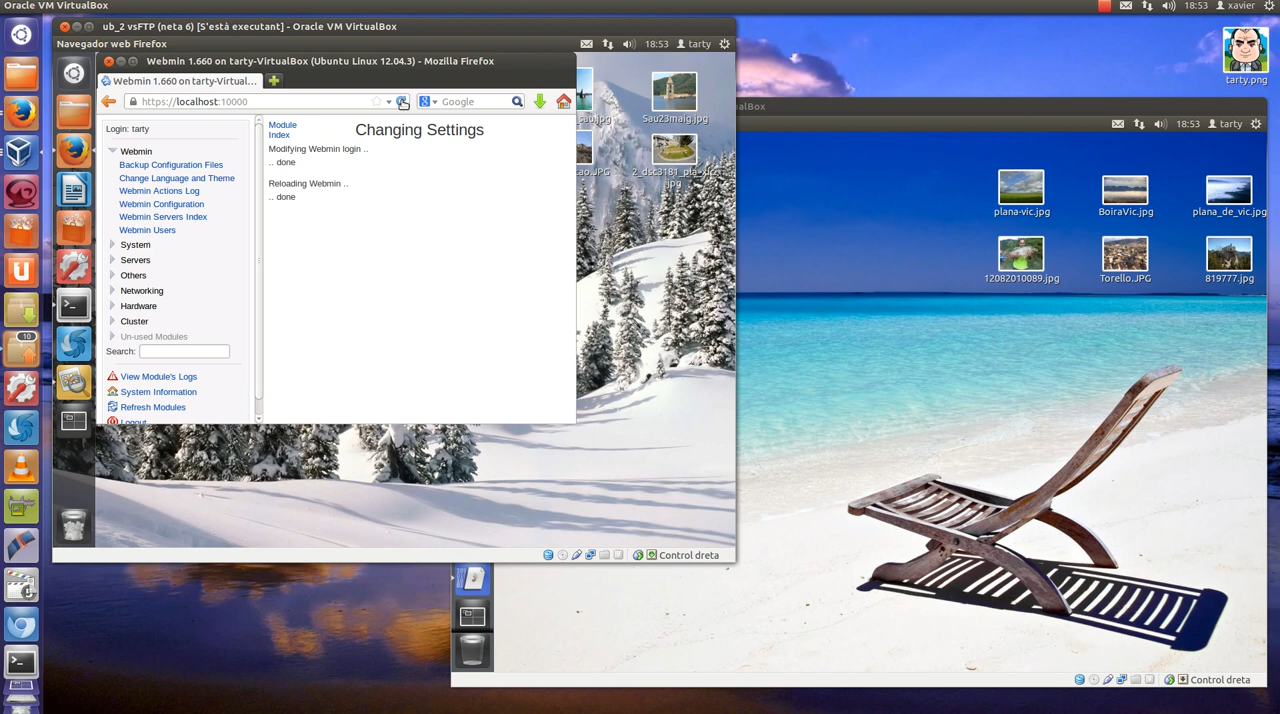 Oracle VM VirtualBox
18:53
xavier
ub_2 vsFTP (neta 6) [S'està executant] - Oracle VM VirtualBox
Navegador web Firefox
18:53
tarty
Webmin 1.660 on tarty-VirtualBox (Ubuntu Linux 12.04.3) - Mozilla Firefox
Webmin 1.660 on tarty-Virtual...
https://localhost:10000
Google
Login: tarty
Webmin
Backup Configuration Files
Change Language and Theme
Webmin Actions Log
Webmin Configuration
Webmin Servers Index
Webmin Users
System
Servers
Others
Networking
Hardware
Cluster
Un-used Modules
Search:
View Module's Logs
System Information
Refresh Modules
Logout
Module
Index
Changing Settings
Modifying Webmin login ..
.. done
Reloading Webmin ..
.. done
Sau23maig.jpg
Control dreta
tarty.png
18:53
tarty
plana-vic.jpg
BoiraVic.jpg
plana_de_vic.jpg
12082010089.jpg
Torello.JPG
819777.jpg
Control dreta
10